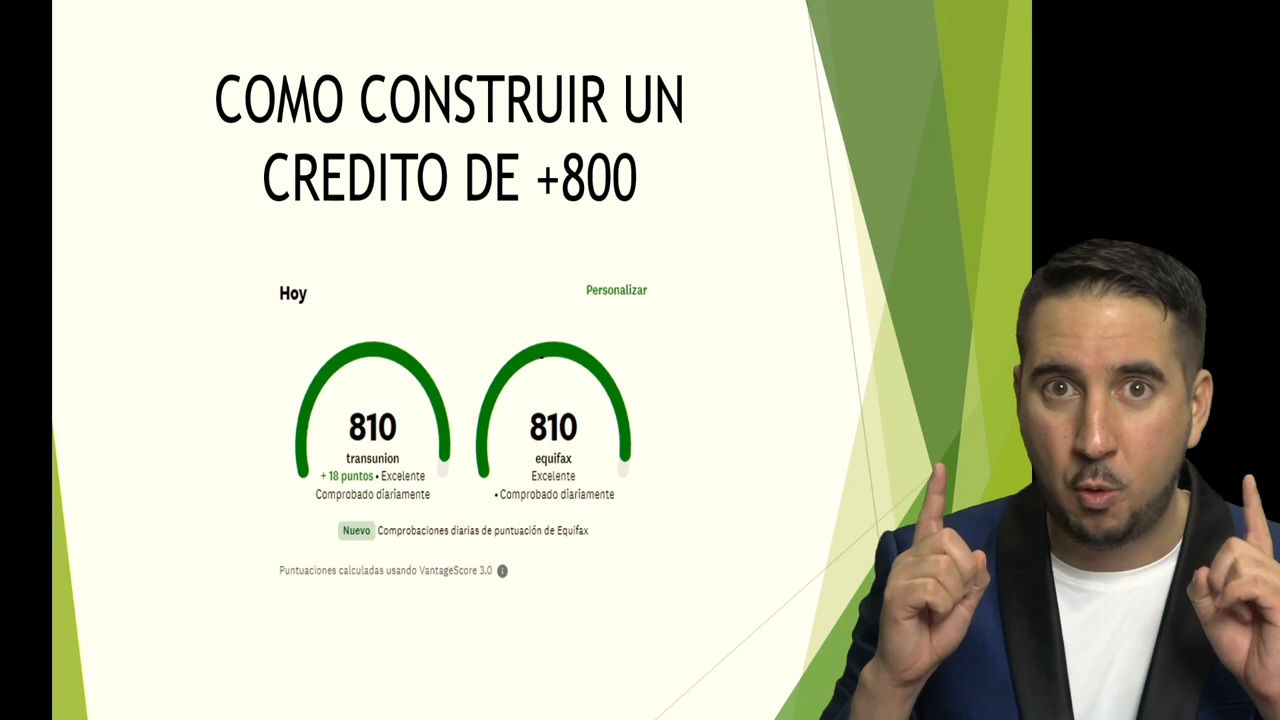 COMO CONSTRUIR UN
CREDITO DE +800
Hoy
Personalizar
810
transunion
+ 18 puntos • Excelente
Comprobado diariamente
810
equifax
Excelente
• Comprobado diariamente
Nuevo Comprobaciones diarias de puntuación de Equifax
Puntuaciones calculadas usando VantageScore 3.0